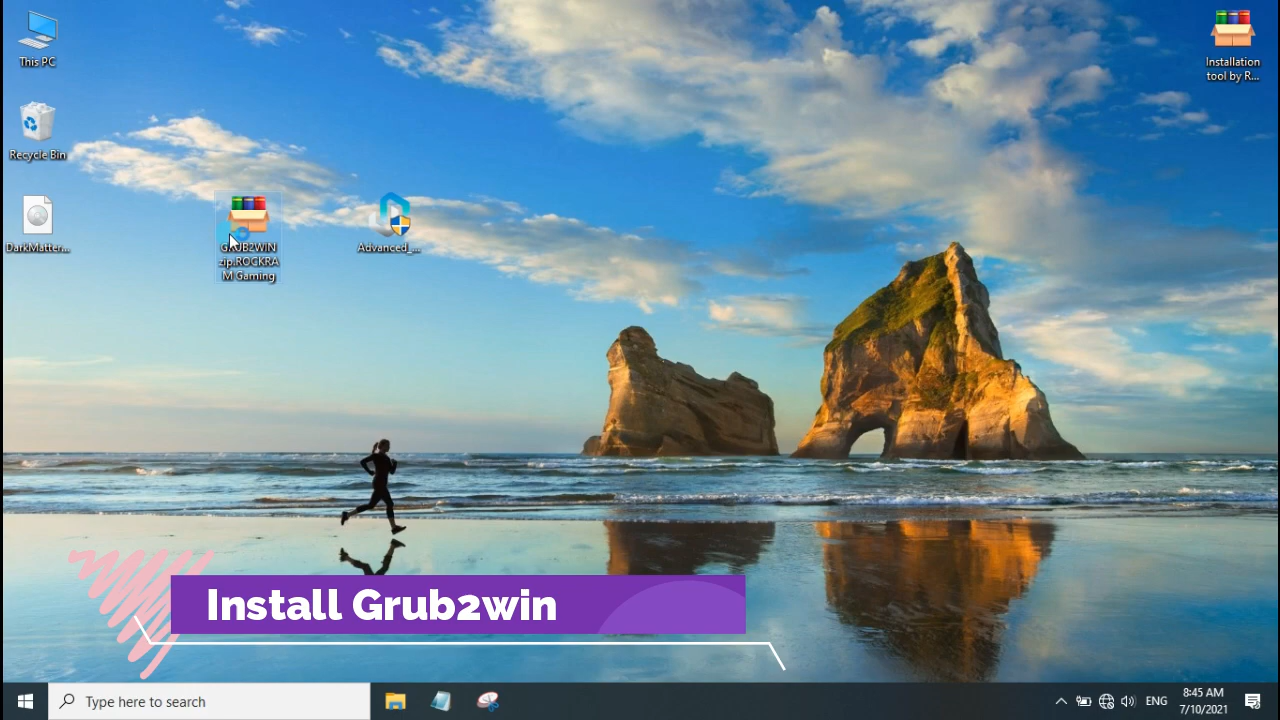 This PC
Installation
tool by R...
Recycle Bin
DarkMatter...
GRUB2WIN
zip.ROCKRA
M Gaming
Advanced_...
Install Grub2win
Type here to search
ENG
8:45 AM
7/10/2021